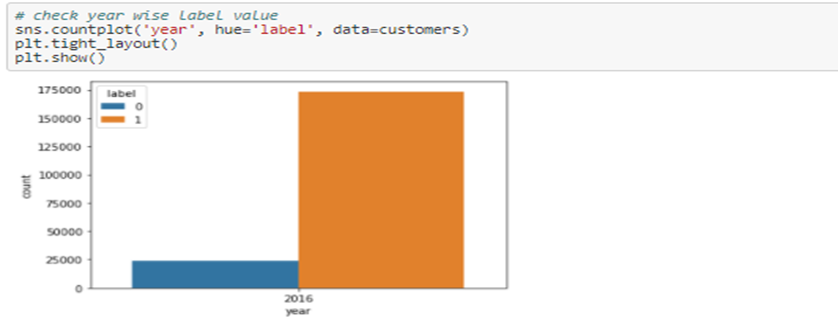 # check year wise Label value
sns.countplot('year', hue='label', data=customers)
plt.tight_layout()
plt.show()
175000
150000
125000
100000
75000
50000
25000
0
count
label
0
1
2016
year